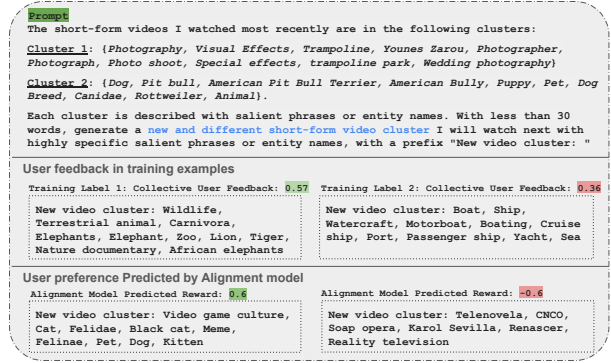 Prompt
The short-form videos I watched most recently are in the following clusters:
Cluster 1: {Photography, Visual Effects, Trampoline, Younes Zarou, Photographer,
Photograph, Photo shoot, Special effects, trampoline park, Wedding photography}
Cluster 2: {Dog, Pit bull, American Pit Bull Terrier, American Bully, Puppy, Pet, Dog
Breed, Canidae, Rottweiler, Animal}.
Each cluster is described with salient phrases or entity names. With less than 30
words, generate a new and different short-form video cluster I will watch next with
highly specific salient phrases or entity names, with a prefix "New video cluster: "
User feedback in training examples
Training Label 1: Collective User Feedback: 0.57
New video cluster: Wildlife,
Terrestrial animal, Carnivora,
Elephants, Elephant, Zoo, Lion, Tiger,
Nature documentary, African elephants
Training Label 2: Collective User Feedback: 0.36
New video cluster: Boat, Ship,
Watercraft, Motorboat, Boating, Cruise
ship, Port, Passenger ship, Yacht, Sea
User preference Predicted by Alignment model
Alignment Model Predicted Reward: 0.6
New video cluster: Video game culture,
Cat, Felidae, Black cat, Meme,
Felinae, Pet, Dog, Kitten
Alignment Model Predicted Reward: -0.6
New video cluster: Telenovela, CNCO,
Soap opera, Karol Sevilla, Renascer,
Reality television